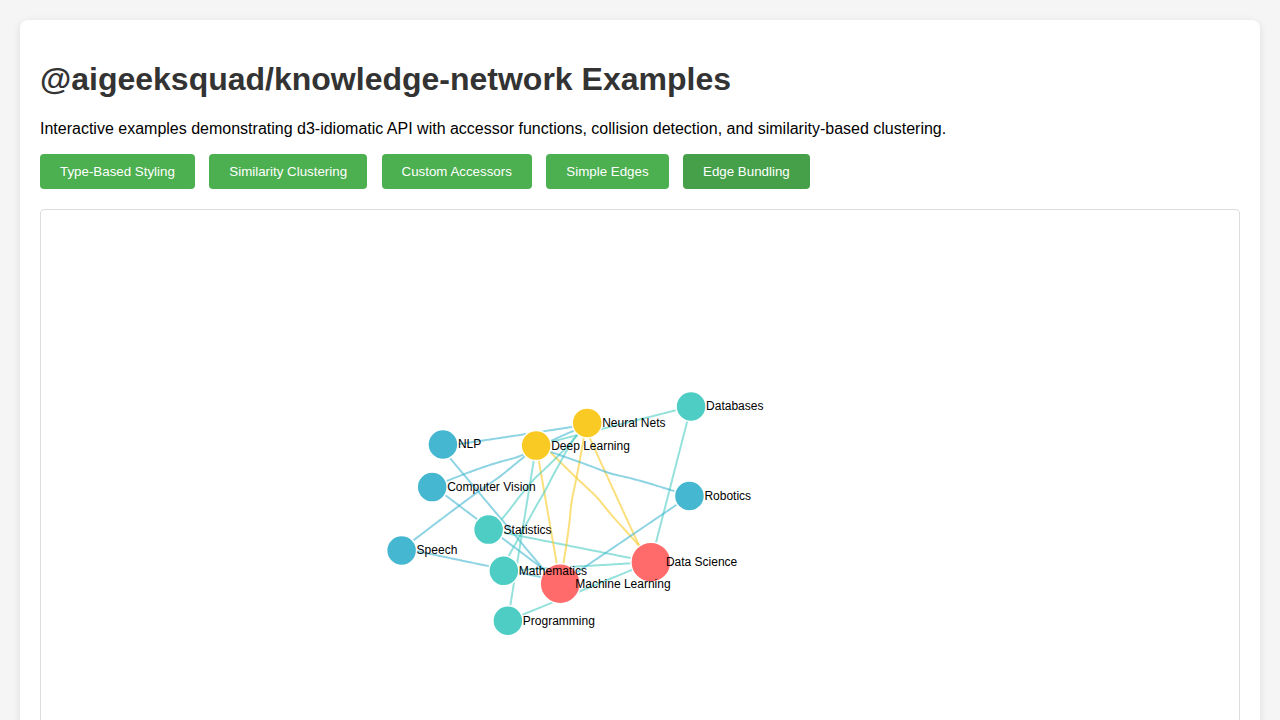 @aigeeksquad/knowledge-network Examples
Interactive examples demonstrating d3-idiomatic API with accessor functions, collision detection, and similarity-based clustering.
Type-Based Styling
Similarity Clustering
Custom Accessors
Simple Edges
Edge Bundling
Databases
Neural Nets
NLP
Deep Learning
Computer Vision
Robotics
Statistics
Speech
Data Science
Mathematics
Machine Learning
Programming